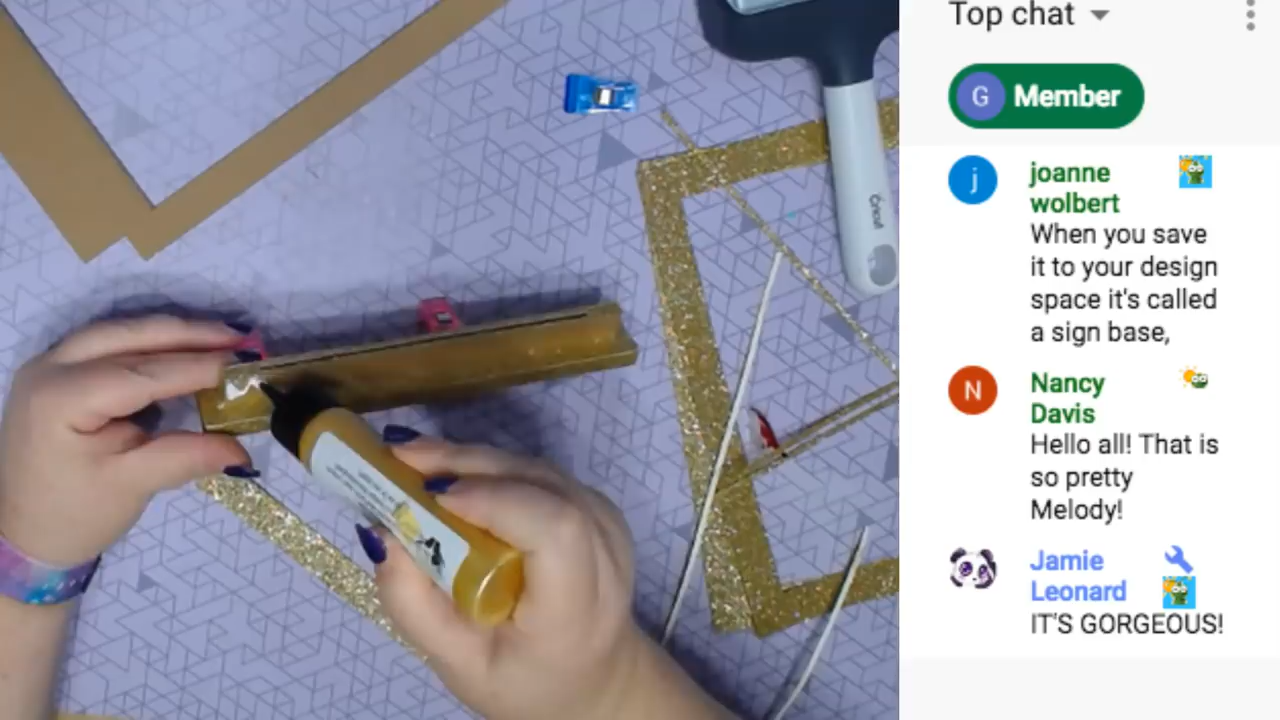 Top chat
G Member
j joanne
wolbert
When you save
it to your design
space it's called
a sign base,
N Nancy
Davis
Hello all! That is
so pretty
Melody!
Jamie
Leonard
IT'S GORGEOUS!
cricut